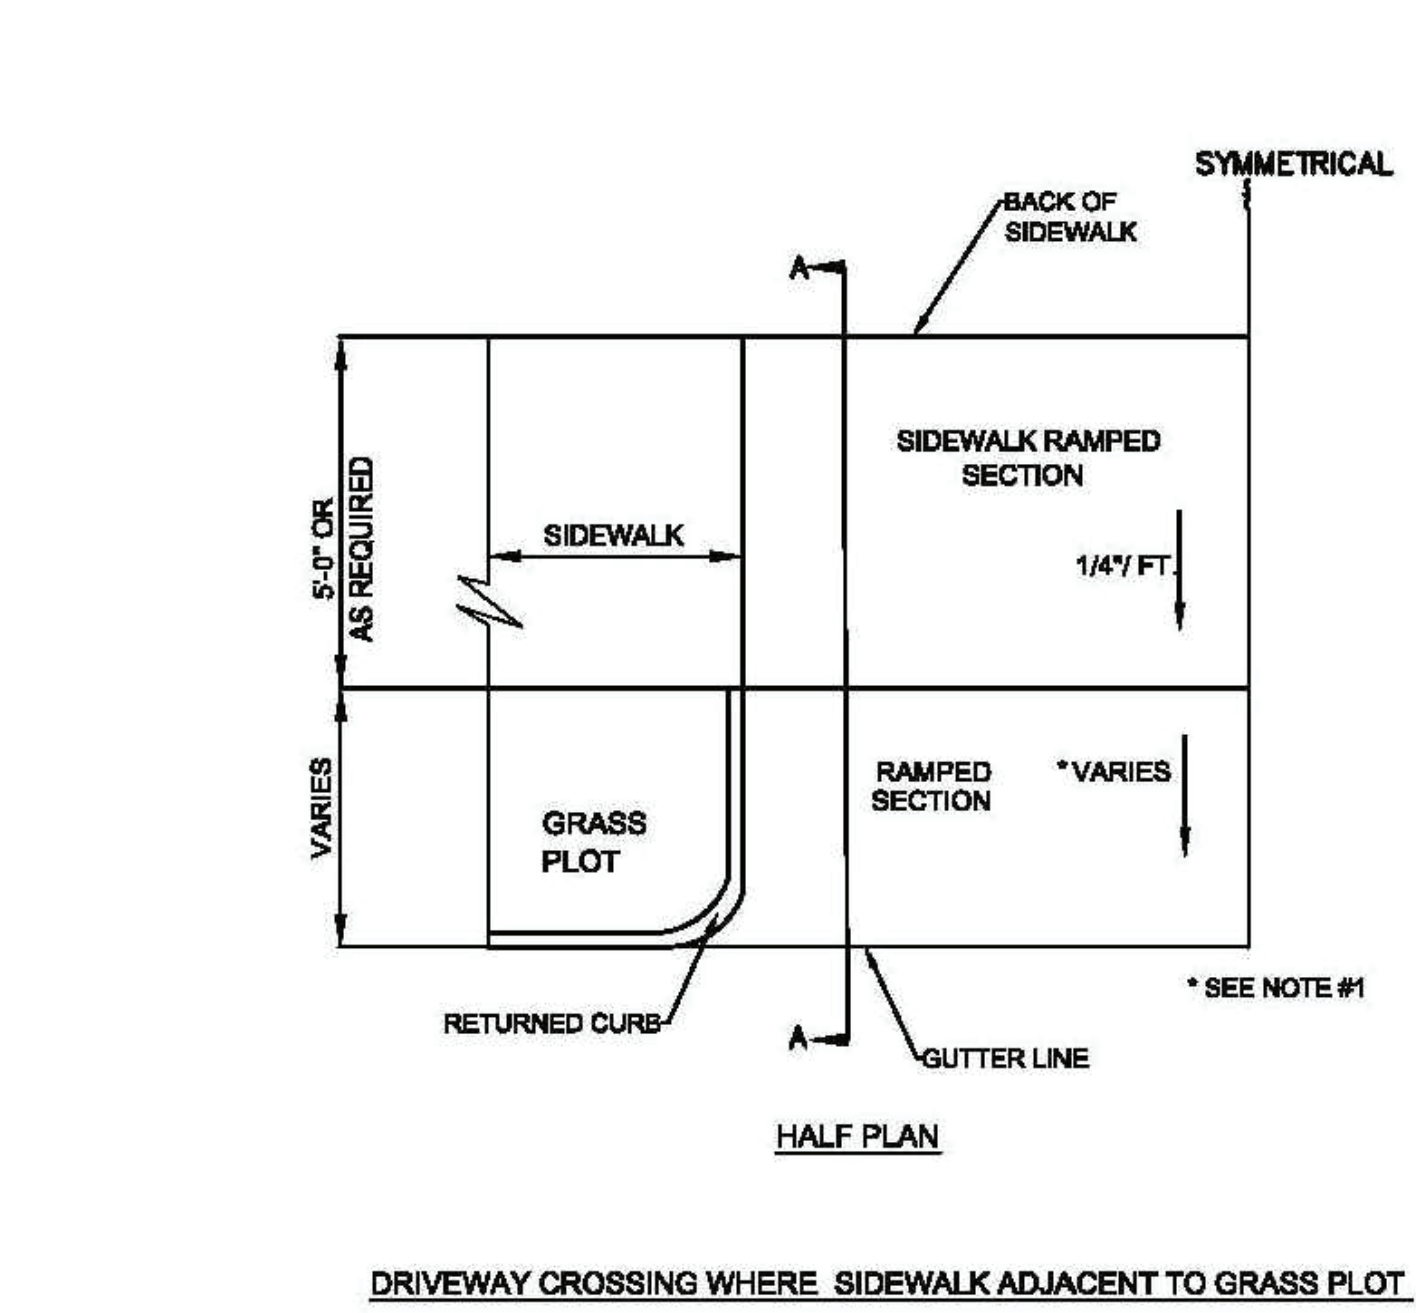 SYMMETRICAL
BACK OF
SIDEWALK
A
SIDEWALK RAMPED
SECTION
5'-0" OR
AS REQUIRED
SIDEWALK
1/4"/ FT.
VARIES
RAMPED
SECTION
* VARIES
GRASS
PLOT
* SEE NOTE #1
RETURNED CURB
A
GUTTER LINE
HALF PLAN
DRIVEWAY CROSSING WHERE SIDEWALK ADJACENT TO GRASS PLOT